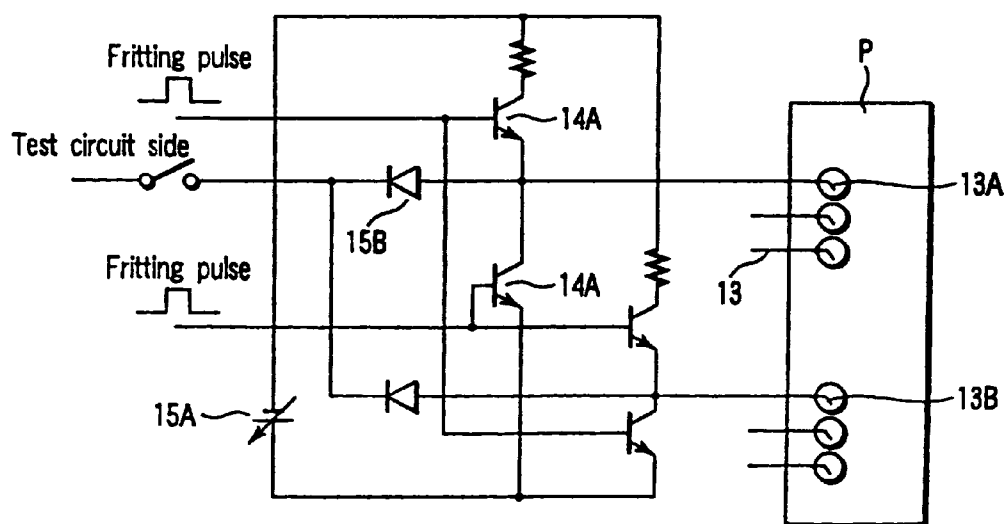 Fritting pulse
P
14A
Test circuit side
13A
15B
Fritting pulse
14A
13
15A
13B